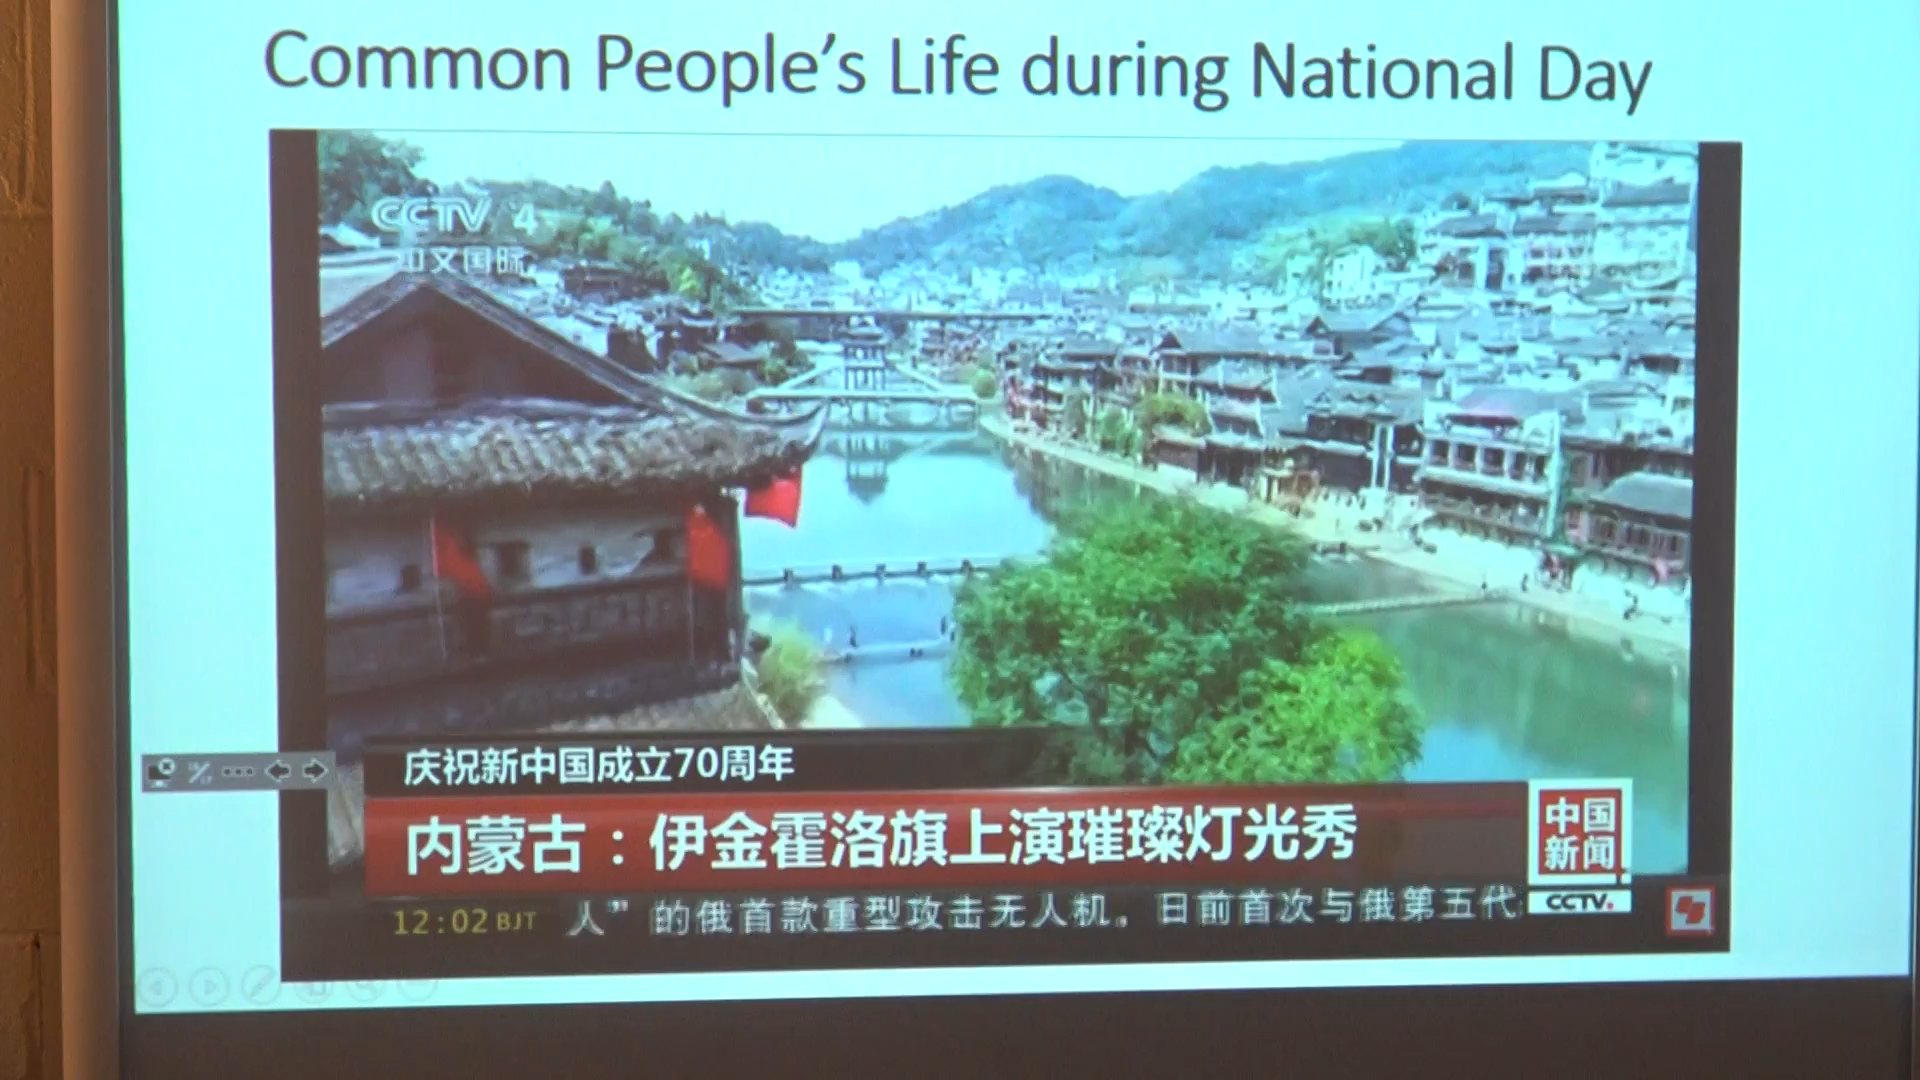 Common People's Life during National Day
CCTV 4
中文国际
庆祝新中国成立70周年
内蒙古：伊金霍洛旗上演璀璨灯光秀
中国
新闻
CCTV.
12:02 BJT 人”的俄首款重型攻击无人机。日前首次与俄第五代